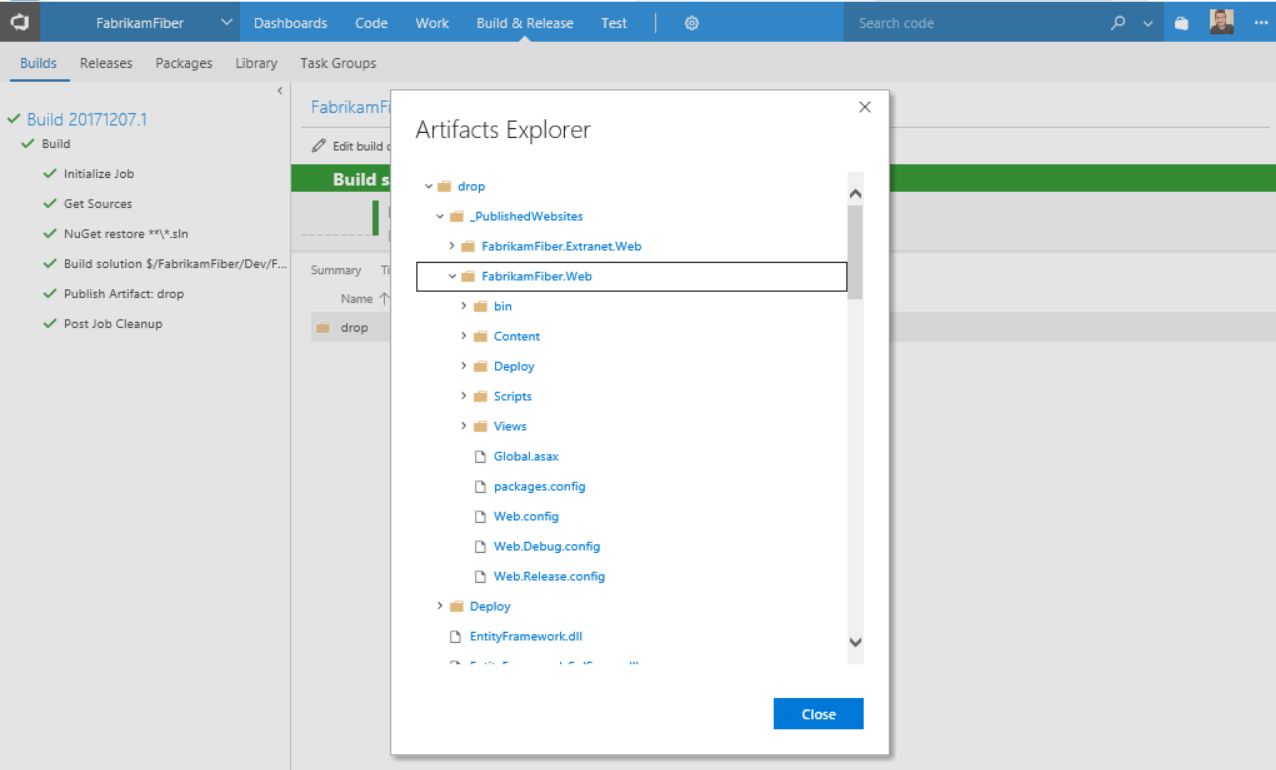 FabrikamFiber Dashboards Code Work Build & Release Test Search code
Builds Releases Packages Library Task Groups
Build 20171207.1
Build
Initialize Job
Get Sources
NuGet restore **\*.sln
Build solution $/FabrikamFiber/Dev/F...
Publish Artifact: drop
Post Job Cleanup
FabrikamFi
Edit build
Build s
Summary
Name
drop
Artifacts Explorer
drop
_PublishedWebsites
FabrikamFiber.Extranet.Web
FabrikamFiber.Web
bin
Content
Deploy
Scripts
Views
Global.asax
packages.config
Web.config
Web.Debug.config
Web.Release.config
Deploy
EntityFramework.dll
Close